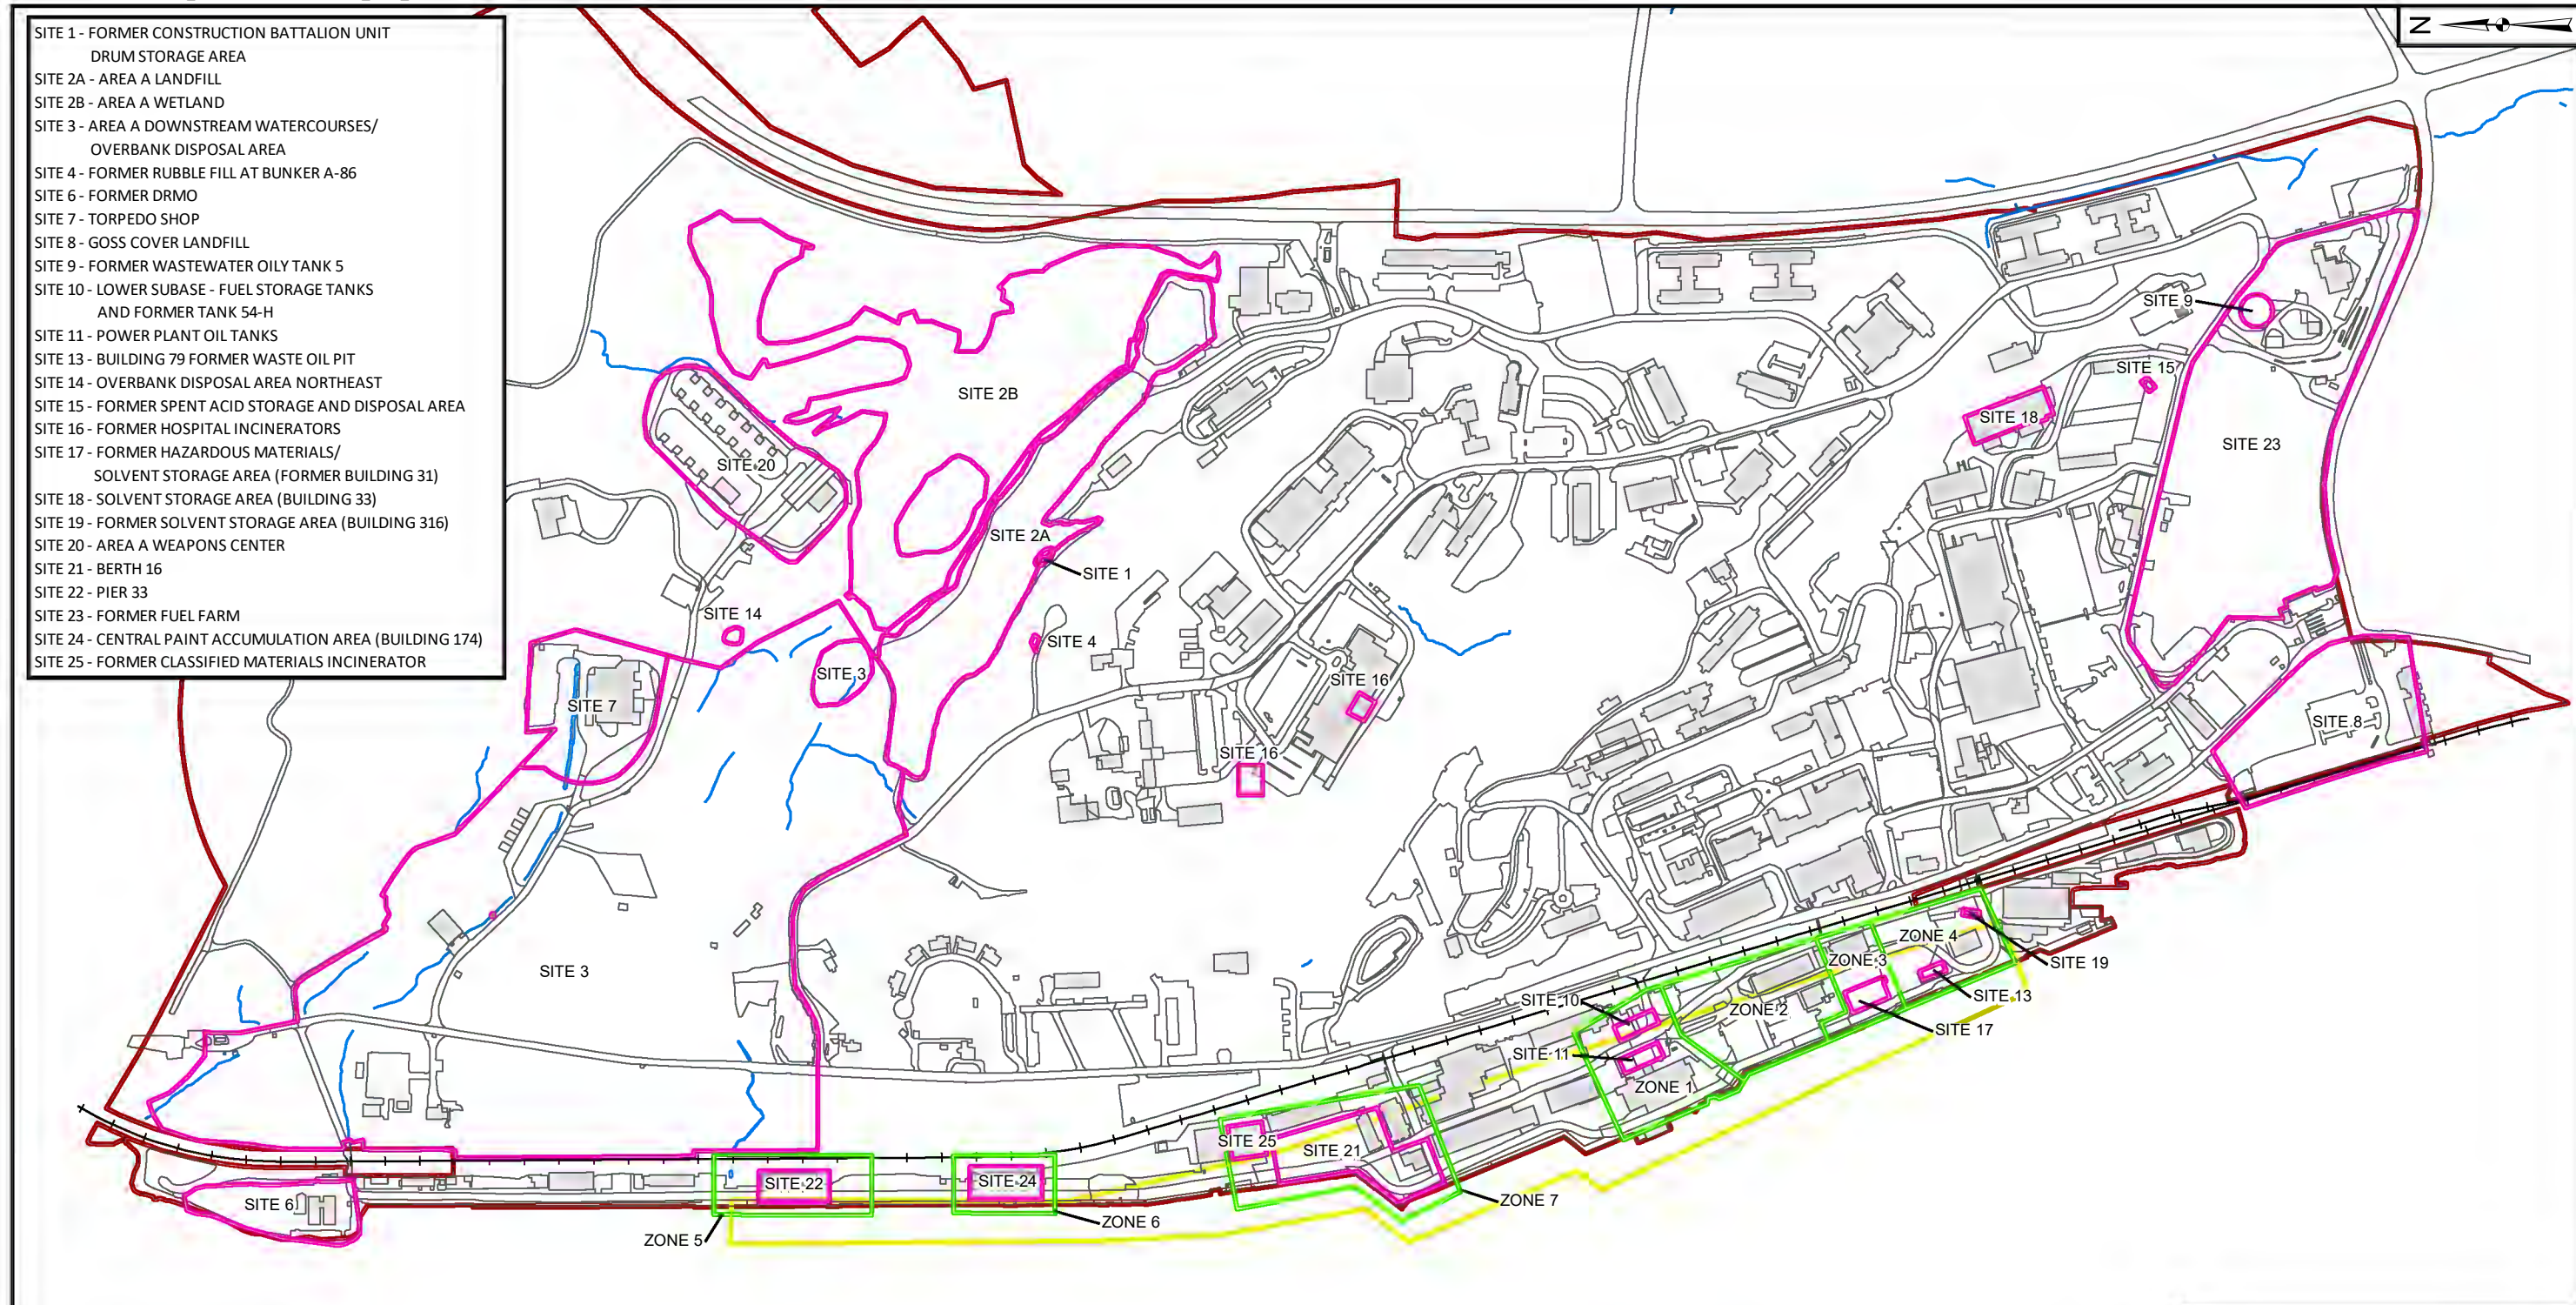 SITE 1 - FORMER CONSTRUCTION BATTALION UNIT
DRUM STORAGE AREA
SITE 2A - AREA A LANDFILL
SITE 2B - AREA A WETLAND
SITE 3 - AREA A DOWNSTREAM WATERCOURSES/
OVERBANK DISPOSAL AREA
SITE 4 - FORMER RUBBLE FILL AT BUNKER A-86
SITE 6 - FORMER DRMO
SITE 7 - TORPEDO SHOP
SITE 8 - GOSS COVER LANDFILL
SITE 9 - FORMER WASTEWATER OILY TANK 5
SITE 10 - LOWER SUBASE - FUEL STORAGE TANKS
AND FORMER TANK 54-H
SITE 11 - POWER PLANT OIL TANKS
SITE 13 - BUILDING 79 FORMER WASTE OIL PIT
SITE 14 - OVERBANK DISPOSAL AREA NORTHEAST
SITE 15 - FORMER SPENT ACID STORAGE AND DISPOSAL AREA
SITE 16 - FORMER HOSPITAL INCINERATORS
SITE 17 - FORMER HAZARDOUS MATERIALS/
SOLVENT STORAGE AREA (FORMER BUILDING 31)
SITE 18 - SOLVENT STORAGE AREA (BUILDING 33)
SITE 19 - FORMER SOLVENT STORAGE AREA (BUILDING 316)
SITE 20 - AREA A WEAPONS CENTER
SITE 21 - BERTH 16
SITE 22 - PIER 33
SITE 23 - FORMER FUEL FARM
SITE 24 - CENTRAL PAINT ACCUMULATION AREA (BUILDING 174)
SITE 25 - FORMER CLASSIFIED MATERIALS INCINERATOR
N
SITE 9
SITE 15
SITE 2B
SITE 18
SITE 23
SITE 20
SITE 2A
SITE 1
SITE 14
SITE 4
SITE 3
SITE 16
SITE 7
SITE 8
SITE 16
ZONE 4
ZONE 3
SITE 19
SITE 3
SITE 13
SITE 10
ZONE 2
SITE 17
SITE 11
ZONE 1
SITE 25
SITE 21
SITE 22
SITE 24
ZONE 7
SITE 6
ZONE 6
ZONE 5